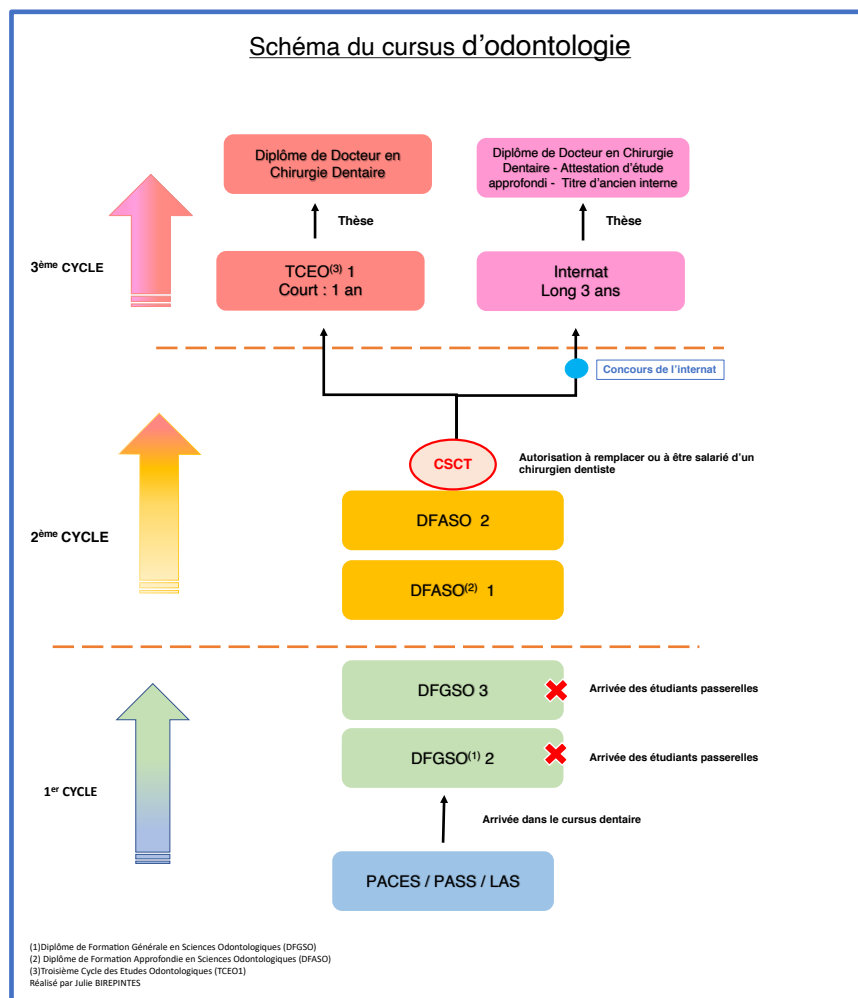 Schéma du cursus d'odontologie
Diplôme de Docteur en
Chirurgie Dentaire
Diplôme de Docteur en Chirurgie
Dentaire - Attestation d'étude
approfondi - Titre d'ancien interne
Thèse
Thèse
3ème CYCLE
TCEO(3) 1
Court : 1 an
Internat
Long 3 ans
Concours de l'internat
CSCT
Autorisation à remplacer ou à être salarié d'un
chirurgien dentiste
DFASO 2
2ème CYCLE
DFASO(2) 1
DFGSO 3
Arrivée des étudiants passerelles
DFGSO(1) 2
Arrivée des étudiants passerelles
1er CYCLE
Arrivée dans le cursus dentaire
PACES / PASS / LAS
(1)Diplôme de Formation Générale en Sciences Odontologiques (DFGSO)
(2) Diplôme de Formation Approfondie en Sciences Odontologiques (DFASO)
(3)Troisième Cycle des Etudes Odontologiques (TCEO1)
Réalisé par Julie BIREPINTES